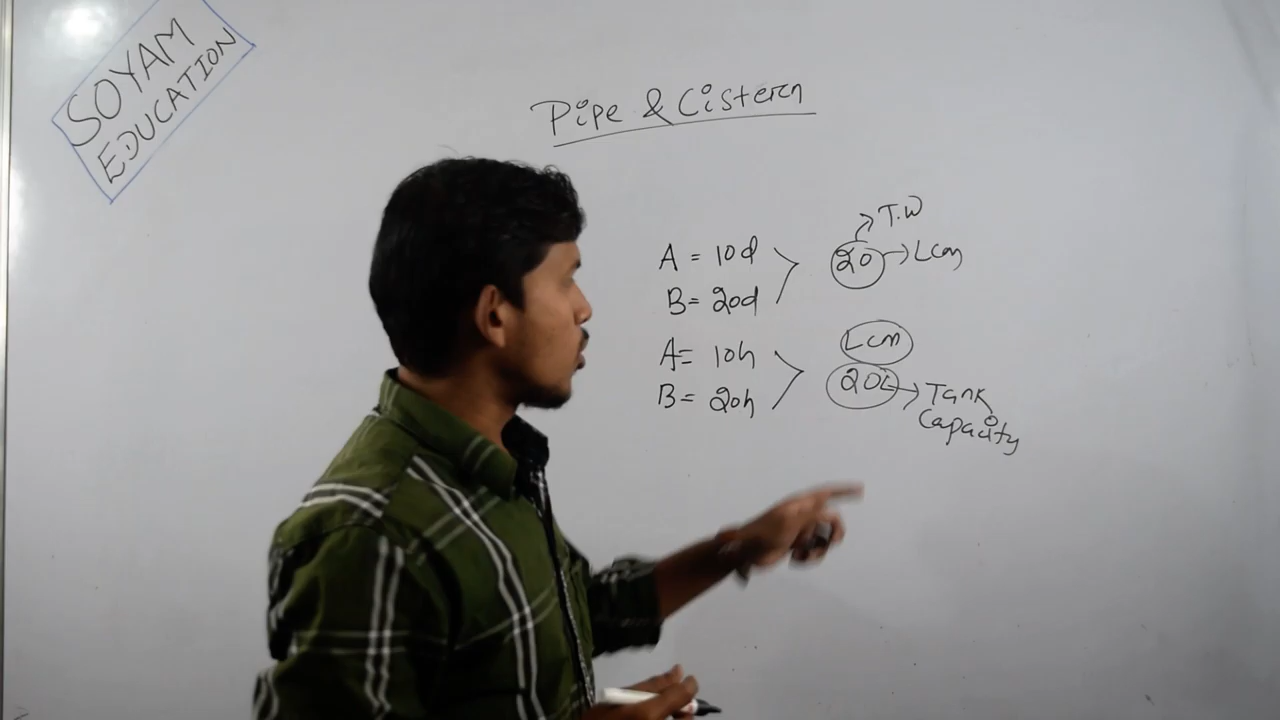 SOYAM
EDUCATION
Pipe & Cistern
T.W
A = 10d
20 → Lcm
B = 20d
Lcm
A = 10h
20L → Tank
B = 20h
Capacity